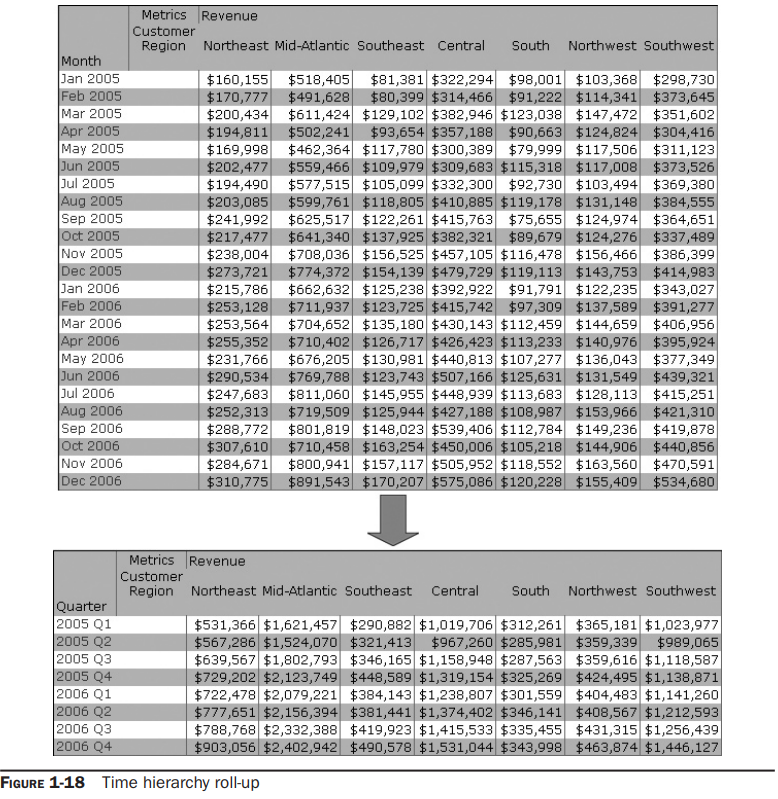 Metrics Revenue
Customer
Region Northeast Mid-Atlantic Southeast Central South Northwest Southwest
Month
Jan 2005 $160,155 $518,405 $81,381 $322,294 $98,001 $103,368 $298,730
Feb 2005 $170,777 $491,628 $80,399 $314,466 $91,222 $114,341 $373,645
Mar 2005 $200,434 $611,424 $129,102 $382,946 $123,038 $147,472 $351,602
Apr 2005 $194,811 $502,241 $93,654 $357,188 $90,663 $124,824 $304,416
May 2005 $169,998 $462,364 $117,780 $300,389 $79,999 $117,506 $311,123
Jun 2005 $202,477 $559,466 $109,979 $309,683 $115,318 $117,008 $373,526
Jul 2005 $194,490 $577,515 $105,099 $332,300 $92,730 $103,494 $369,380
Aug 2005 $203,085 $599,761 $118,805 $410,885 $119,178 $131,148 $384,555
Sep 2005 $241,992 $625,517 $122,261 $415,763 $75,655 $124,974 $364,651
Oct 2005 $217,477 $641,340 $137,925 $382,321 $89,679 $124,276 $337,489
Nov 2005 $238,004 $708,036 $156,525 $457,105 $116,478 $156,466 $386,399
Dec 2005 $273,721 $774,372 $154,139 $479,729 $119,113 $143,753 $414,983
Jan 2006 $215,786 $662,632 $125,238 $392,922 $91,791 $122,235 $343,027
Feb 2006 $253,128 $711,937 $123,725 $415,742 $97,309 $137,589 $391,277
Mar 2006 $253,564 $704,652 $135,180 $430,143 $112,459 $144,659 $406,956
Apr 2006 $255,352 $710,402 $126,717 $426,423 $113,233 $140,976 $395,924
May 2006 $231,766 $676,205 $130,981 $440,813 $107,277 $136,043 $377,349
Jun 2006 $290,534 $769,788 $123,743 $507,166 $125,631 $131,549 $439,321
Jul 2006 $247,683 $811,060 $145,955 $448,939 $113,683 $128,113 $415,251
Aug 2006 $252,313 $719,509 $125,944 $427,188 $108,987 $153,966 $421,310
Sep 2006 $288,772 $801,819 $148,023 $539,406 $112,784 $149,236 $419,878
Oct 2006 $307,610 $710,458 $163,254 $450,006 $105,218 $144,906 $440,856
Nov 2006 $284,671 $800,941 $157,117 $505,952 $118,552 $163,560 $470,591
Dec 2006 $310,775 $891,543 $170,207 $575,086 $120,228 $155,409 $534,680
Metrics Revenue
Customer
Region Northeast Mid-Atlantic Southeast Central South Northwest Southwest
Quarter
2005 Q1 $531,366 $1,621,457 $290,882 $1,019,706 $312,261 $365,181 $1,023,977
2005 Q2 $567,286 $1,524,070 $321,413 $967,260 $285,981 $359,339 $989,065
2005 Q3 $639,567 $1,802,793 $346,165 $1,158,948 $287,563 $359,616 $1,118,587
2005 Q4 $729,202 $2,123,749 $448,589 $1,319,154 $325,269 $424,495 $1,138,871
2006 Q1 $722,478 $2,079,221 $384,143 $1,238,807 $301,559 $404,483 $1,141,260
2006 Q2 $777,651 $2,156,394 $381,441 $1,374,402 $346,141 $408,567 $1,212,593
2006 Q3 $788,768 $2,332,388 $419,923 $1,415,533 $335,455 $431,315 $1,256,439
2006 Q4 $903,056 $2,402,942 $490,578 $1,531,044 $343,998 $463,874 $1,446,127
FIGURE 1-18 Time hierarchy roll-up